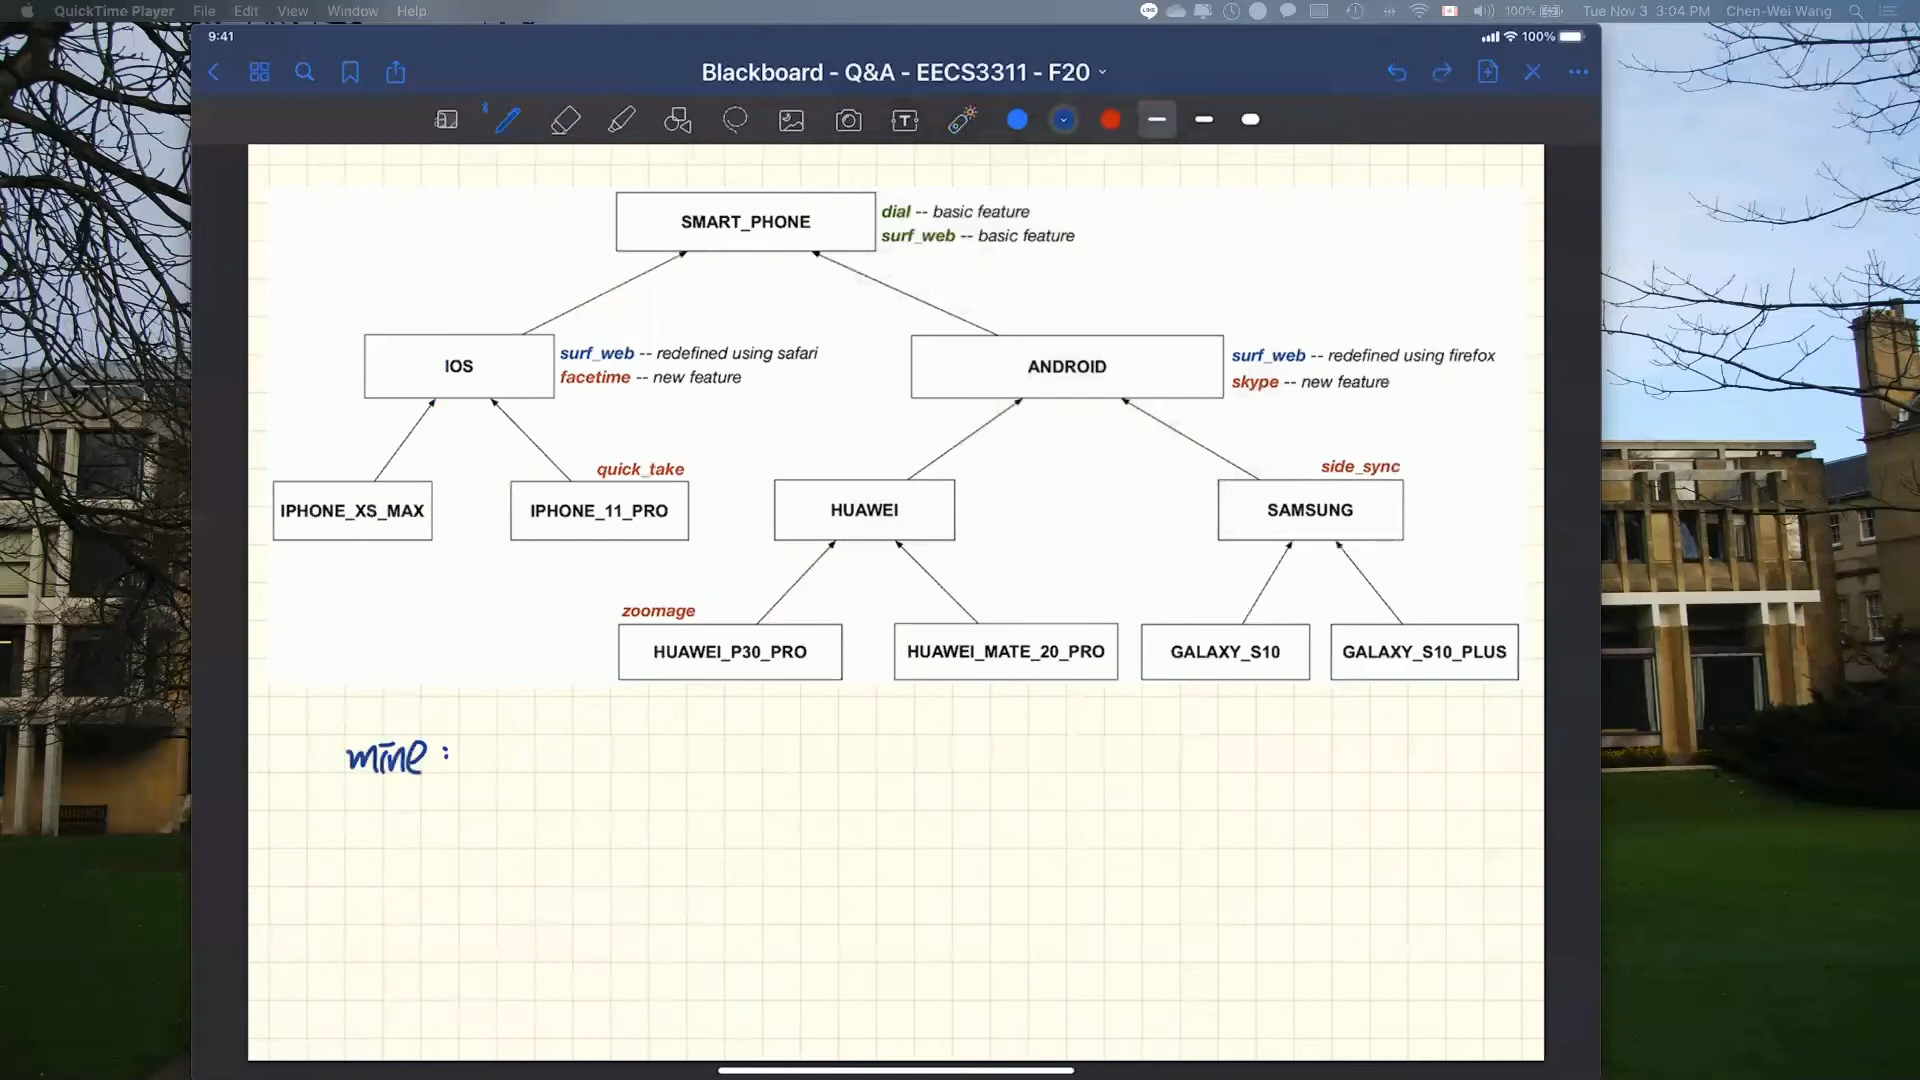 QuickTime Player File Edit View Window Help 100% Tue Nov 3 3:04 PM Chen-Wei Wang
9:41 100%
Blackboard - Q&A - EECS3311 - F20
SMART_PHONE
dial -- basic feature
surf_web -- basic feature
IOS
surf_web -- redefined using safari
facetime -- new feature
ANDROID
surf_web -- redefined using firefox
skype -- new feature
quick_take
side_sync
IPHONE_XS_MAX
IPHONE_11_PRO
HUAWEI
SAMSUNG
zoomage
HUAWEI_P30_PRO
HUAWEI_MATE_20_PRO
GALAXY_S10
GALAXY_S10_PLUS
mine :